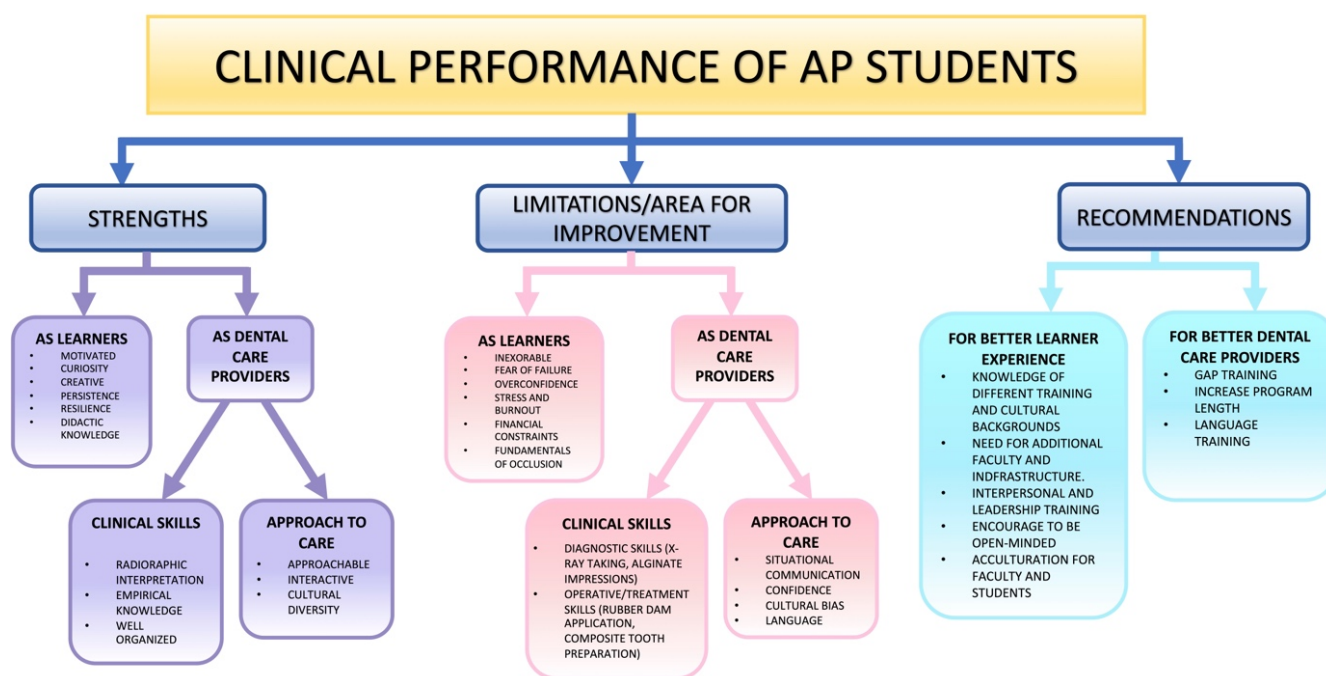 CLINICAL PERFORMANCE OF AP STUDENTS
STRENGTHS
AS LEARNERS
• MOTIVATED
• CURIOSITY
• CREATIVE
• PERSISTENCE
• RESILIENCE
• DIDACTIC
KNOWLEDGE
AS DENTAL
CARE
PROVIDERS
CLINICAL SKILLS
• RADIORAPHIC
INTERPRETATION
• EMPIRICAL
KNOWLEDGE
• WELL
ORGANIZED
APPROACH TO
CARE
• APPROACHABLE
• INTERACTIVE
• CULTURAL
DIVERSITY
LIMITATIONS/AREA FOR
IMPROVEMENT
AS LEARNERS
• INEXORABLE
• FEAR OF FAILURE
• OVERCONFIDENCE
• STRESS AND
BURNOUT
• FINANCIAL
CONSTRAINTS
• FUNDAMENTALS
OF OCCLUSION
AS DENTAL
CARE
PROVIDERS
CLINICAL SKILLS
• DIAGNOSTIC SKILLS (X-
RAY TAKING, ALGINATE
IMPRESSIONS)
• OPERATIVE/TREATMENT
SKILLS (RUBBER DAM
APPLICATION,
COMPOSITE TOOTH
PREPARATION)
APPROACH TO
CARE
• SITUATIONAL
COMMUNICATION
• CONFIDENCE
• CULTURAL BIAS
• LANGUAGE
RECOMMENDATIONS
FOR BETTER LEARNER
EXPERIENCE
• KNOWLEDGE OF
DIFFERENT TRAINING
AND CULTURAL
BACKGROUNDS
• NEED FOR ADDITIONAL
FACULTY AND
INDFRASTRUCTURE.
• INTERPERSONAL AND
LEADERSHIP TRAINING
• ENCOURAGE TO BE
OPEN-MINDED
• ACCULTURATION FOR
FACULTY AND
STUDENTS
FOR BETTER DENTAL
CARE PROVIDERS
• GAP TRAINING
• INCREASE PROGRAM
LENGTH
• LANGUAGE
TRAINING